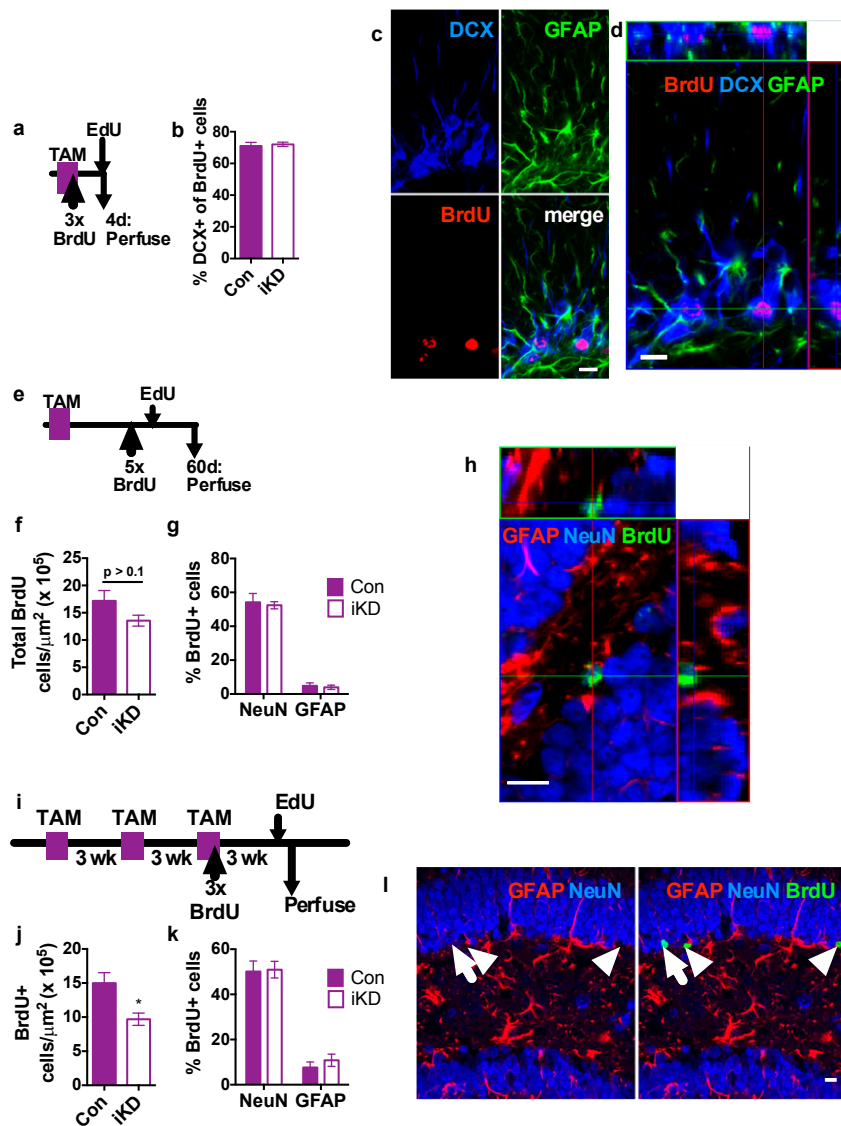 a
EdU
TAM
3x
BrdU
4d:
Perfuse
b
% DCX+ of BrdU+ cells
80
60
40
20
0
Con
iKD
c
DCX
GFAP
BrdU
merge
d
BrdU DCX GFAP
e
TAM
EdU
5x
BrdU
60d:
Perfuse
f
Total BrdU
cells/μm² (x 10⁵)
25
20
15
10
5
0
p > 0.1
Con
iKD
g
% BrdU+ cells
80
60
40
20
0
NeuN
GFAP
Con
iKD
h
GFAP NeuN BrdU
i
TAM
TAM
TAM
EdU
3 wk
3 wk
3 wk
3x
BrdU
Perfuse
j
BrdU+
cells/μm² (x 10⁵)
20
15
10
5
0
*
Con
iKD
k
% BrdU+ cells
80
60
40
20
0
NeuN
GFAP
Con
iKD
l
GFAP NeuN
GFAP NeuN BrdU